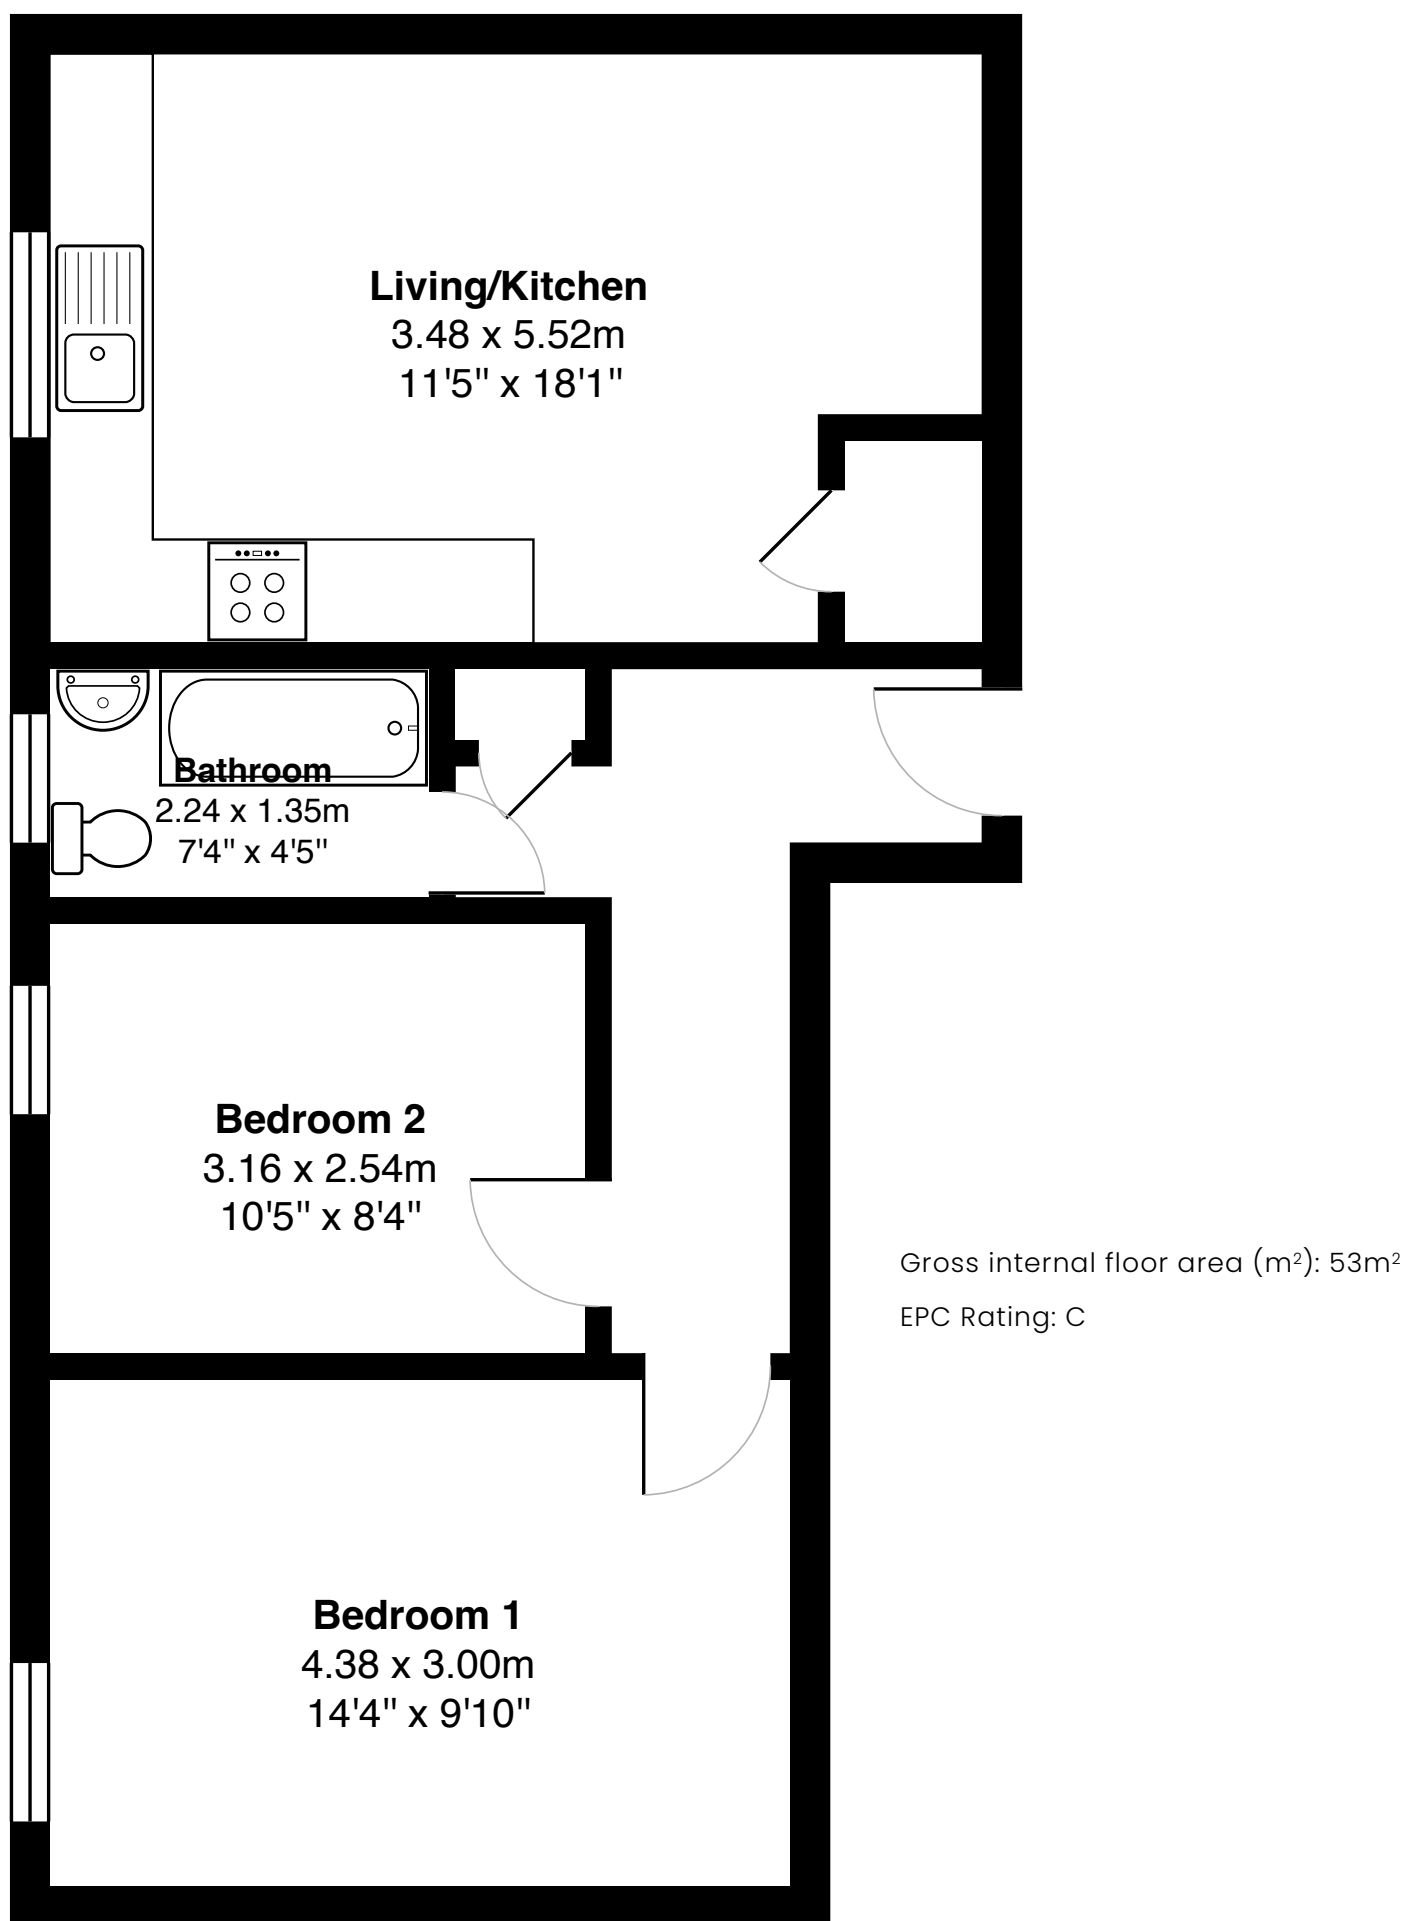 Living/Kitchen
3.48 x 5.52m
11'5" x 18'1"
Bathroom
2.24 x 1.35m
7'4" x 4'5"
Bedroom 2
3.16 x 2.54m
10'5" x 8'4"
Gross internal floor area (m²): 53m²
EPC Rating: C
Bedroom 1
4.38 x 3.00m
14'4" x 9'10"